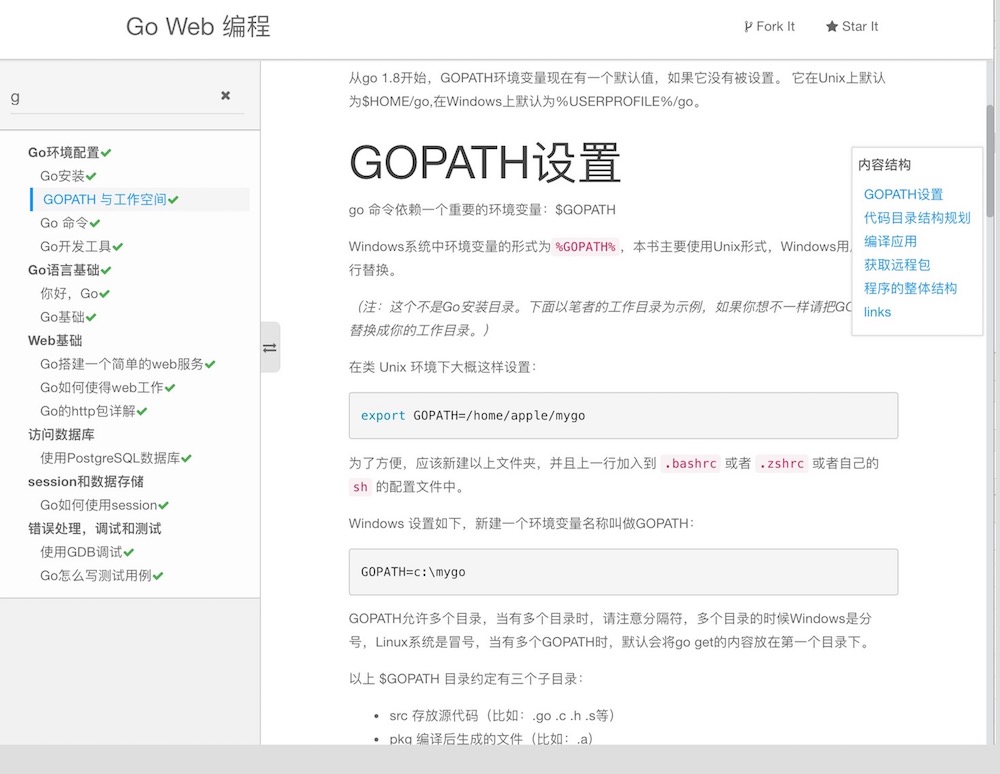 Go Web 编程
Fork It
Star It
g
Go环境配置
Go安装
GOPATH 与工作空间
Go 命令
Go开发工具
Go语言基础
你好，Go
Go基础
Web基础
Go搭建一个简单的web服务
Go如何使得web工作
Go的http包详解
访问数据库
使用PostgreSQL数据库
session和数据存储
Go如何使用session
错误处理，调试和测试
使用GDB调试
Go怎么写测试用例
从go 1.8开始，GOPATH环境变量现在有一个默认值，如果它没有被设置。 它在Unix上默认
为$HOME/go,在Windows上默认为%USERPROFILE%/go。
GOPATH设置
go 命令依赖一个重要的环境变量：$GOPATH
Windows系统中环境变量的形式为 %GOPATH% ，本书主要使用Unix形式，Windows用
行替换。
（注：这个不是Go安装目录。下面以笔者的工作目录为示例，如果你想不一样请把GO
替换成你的工作目录。）
在类 Unix 环境下大概这样设置：
export GOPATH=/home/apple/mygo
为了方便，应该新建以上文件夹，并且上一行加入到 .bashrc 或者 .zshrc 或者自己的
sh 的配置文件中。
Windows 设置如下，新建一个环境变量名称叫做GOPATH：
GOPATH=c:\mygo
GOPATH允许多个目录，当有多个目录时，请注意分隔符，多个目录的时候Windows是分
号，Linux系统是冒号，当有多个GOPATH时，默认会将go get的内容放在第一个目录下。
以上 $GOPATH 目录约定有三个子目录：
• src 存放源代码（比如：.go .c .h .s等）
• pkg 编译后生成的文件（比如：.a）
内容结构
GOPATH设置
代码目录结构规划
编译应用
获取远程包
程序的整体结构
links